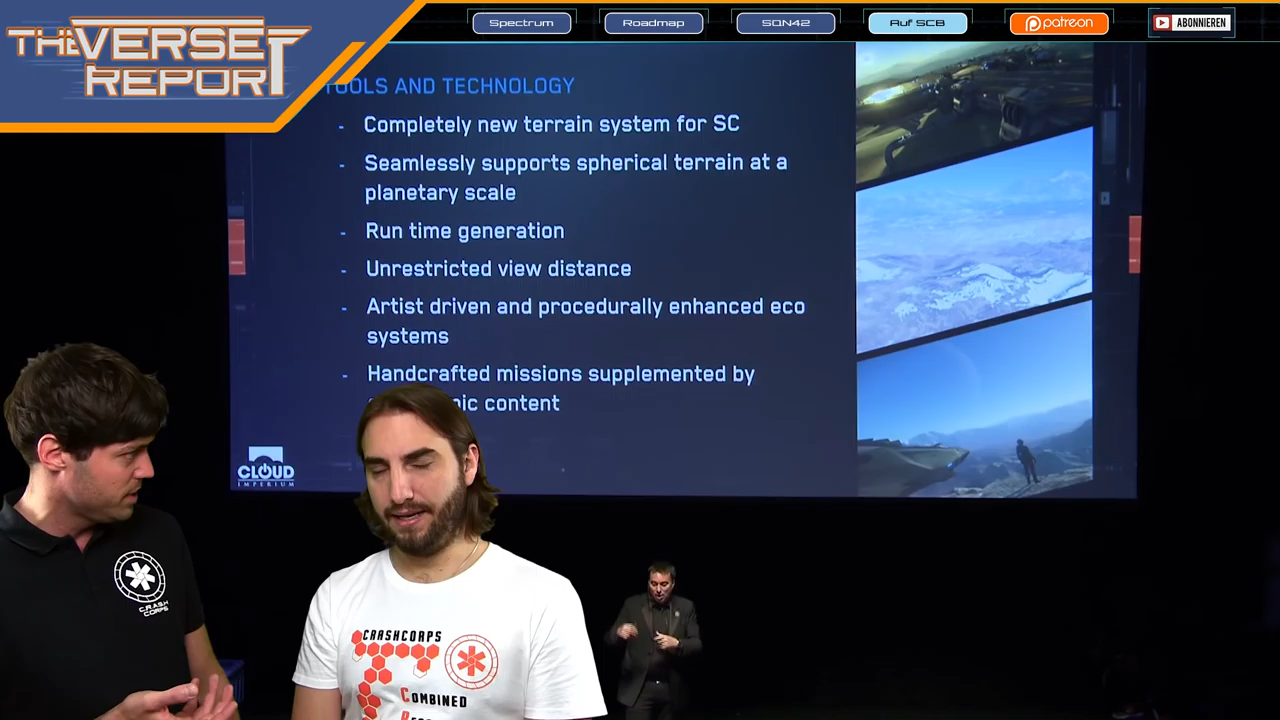 THE VERSE
REPORT
Spectrum
Roadmap
SQN42
Auf SCB
patreon
ABONNIEREN
TOOLS AND TECHNOLOGY
- Completely new terrain system for SC
- Seamlessly supports spherical terrain at a
planetary scale
- Run time generation
- Unrestricted view distance
- Artist driven and procedurally enhanced eco
systems
- Handcrafted missions supplemented by
content
CLOUD
IMPERIUM
C.R.A.S.H.
CORPS
CRASHCORPS
COMBINED